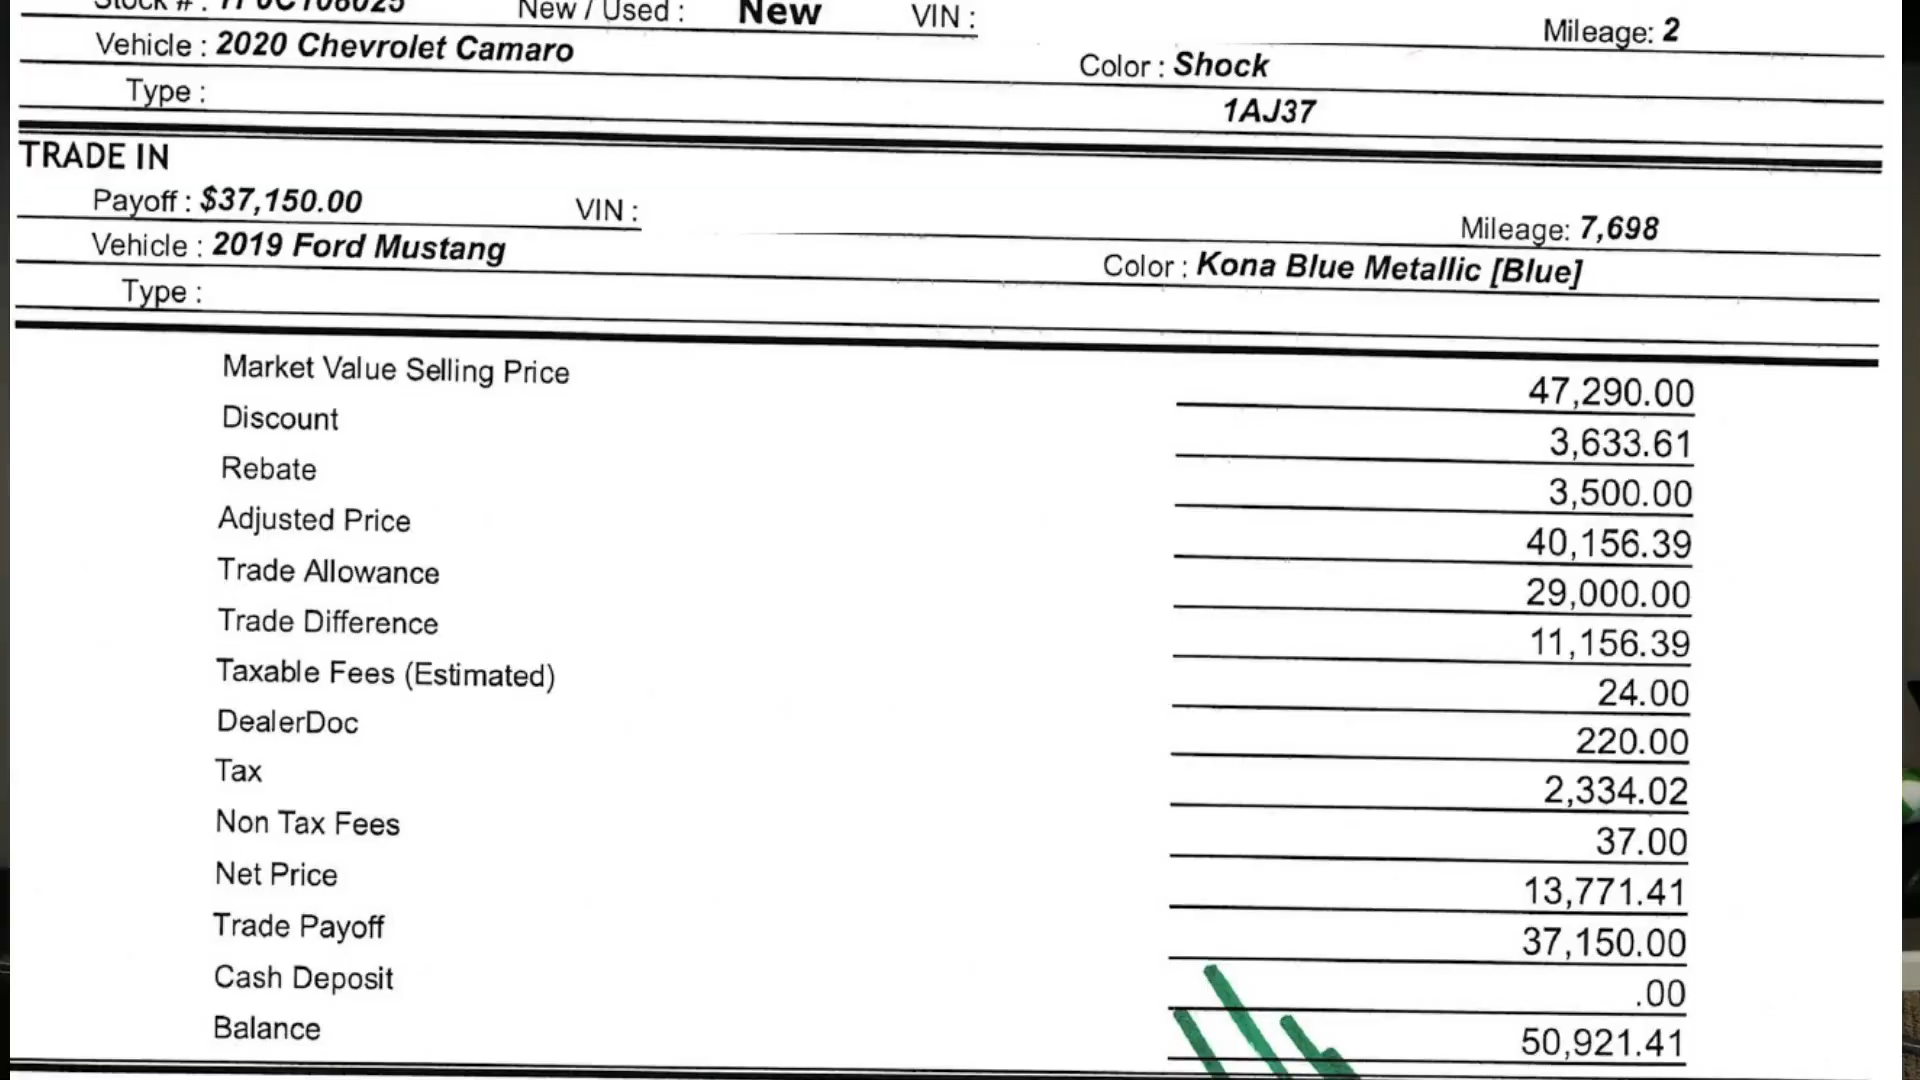 New / Used : New VIN : Mileage: 2
Vehicle : 2020 Chevrolet Camaro Color : Shock
Type : 1AJ37
TRADE IN
Payoff : $37,150.00 VIN : Mileage: 7,698
Vehicle : 2019 Ford Mustang Color : Kona Blue Metallic [Blue]
Type :
Market Value Selling Price 47,290.00
Discount 3,633.61
Rebate 3,500.00
Adjusted Price 40,156.39
Trade Allowance 29,000.00
Trade Difference 11,156.39
Taxable Fees (Estimated) 24.00
DealerDoc 220.00
Tax 2,334.02
Non Tax Fees 37.00
Net Price 13,771.41
Trade Payoff 37,150.00
Cash Deposit .00
Balance 50,921.41